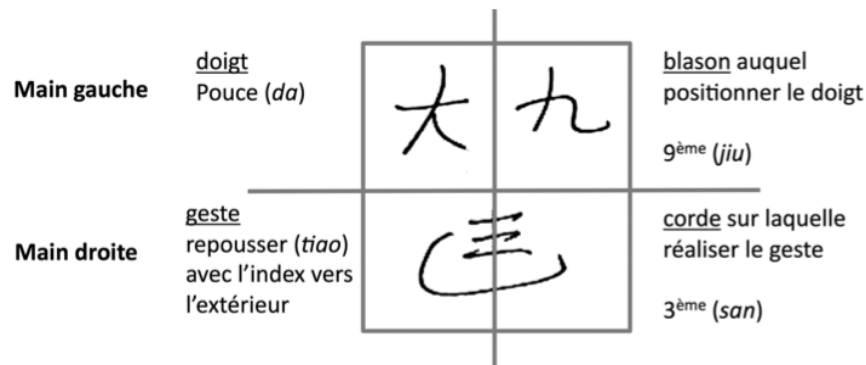 Main gauche
doigt
Pouce (da)
大九
blason auquel
positionner le doigt
9ème (jiu)
Main droite
geste
repousser (tiao)
avec l'index vers
l'extérieur
三
corde sur laquelle
réaliser le geste
3ème (san)